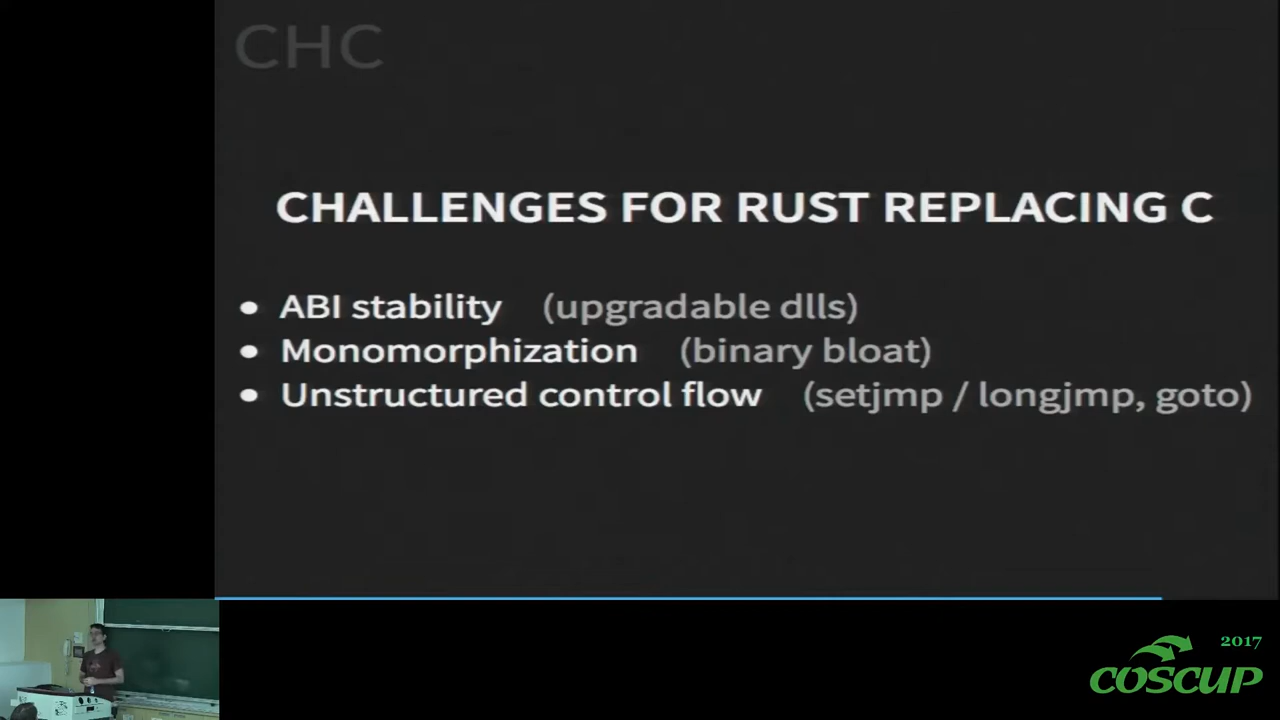 CHC
CHALLENGES FOR RUST REPLACING C
• ABI stability (upgradable dlls)
• Monomorphization (binary bloat)
• Unstructured control flow (setjmp / longjmp, goto)
2017
COSCUP